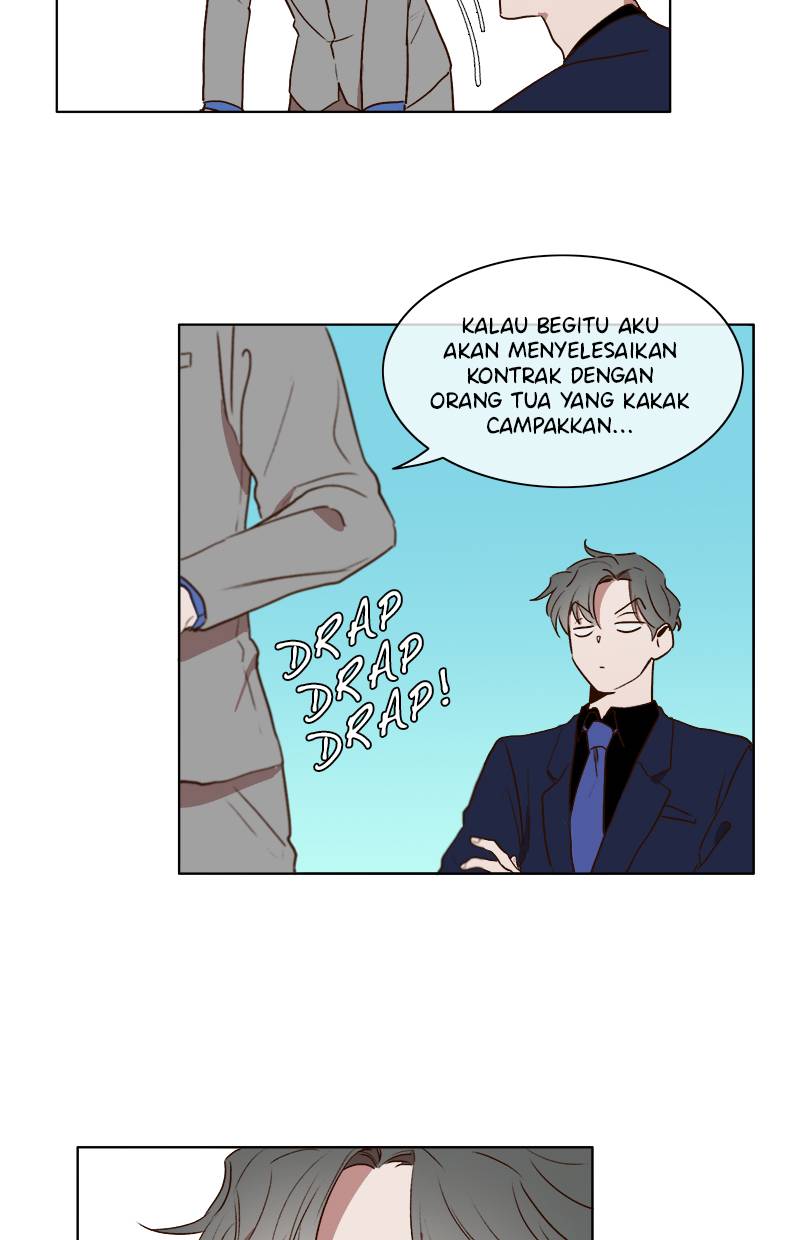 KALAU BEGITU AKU
AKAN MENYELESAIKAN
KONTRAK DENGAN
ORANG TUA YANG KAKAK
CAMPAKKAN...
DRAP
DRAP
DRAP!